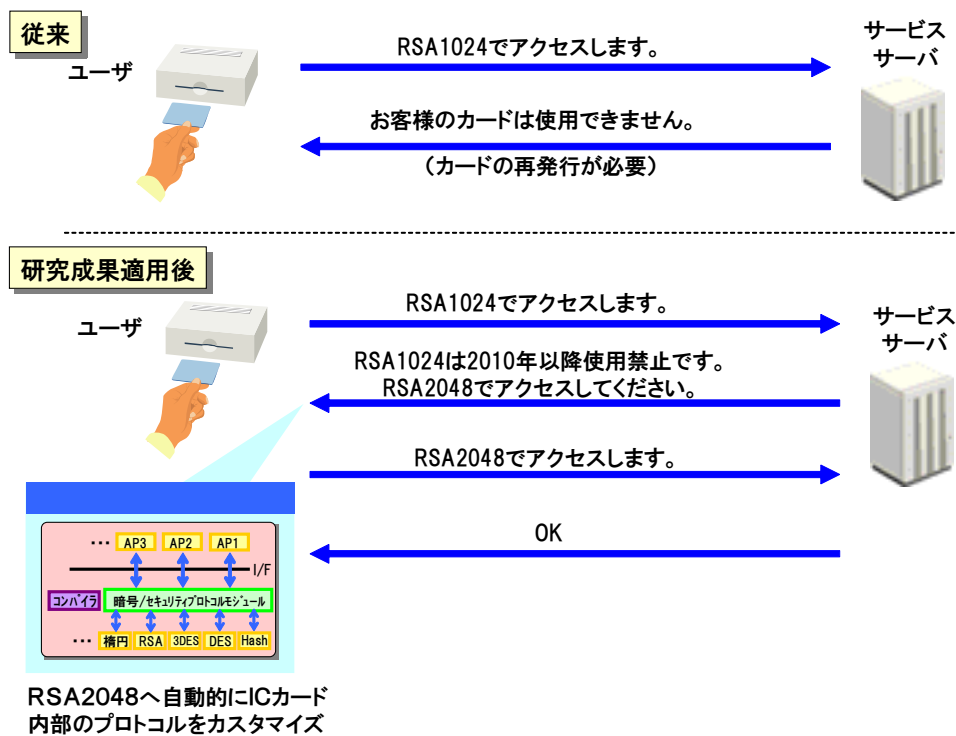 従来
ユーザ
RSA1024でアクセスします。
サービス
サーバ
お客様のカードは使用できません。
(カードの再発行が必要)
研究成果適用後
ユーザ
RSA1024でアクセスします。
サービス
サーバ
RSA1024は2010年以降使用禁止です。
RSA2048でアクセスしてください。
RSA2048でアクセスします。
OK
… AP3 AP2 AP1
I/F
コンパイラ 暗号/セキュリティプロトコルモジュール
… 楕円 RSA 3DES DES Hash
RSA2048へ自動的にICカード
内部のプロトコルをカスタマイズ